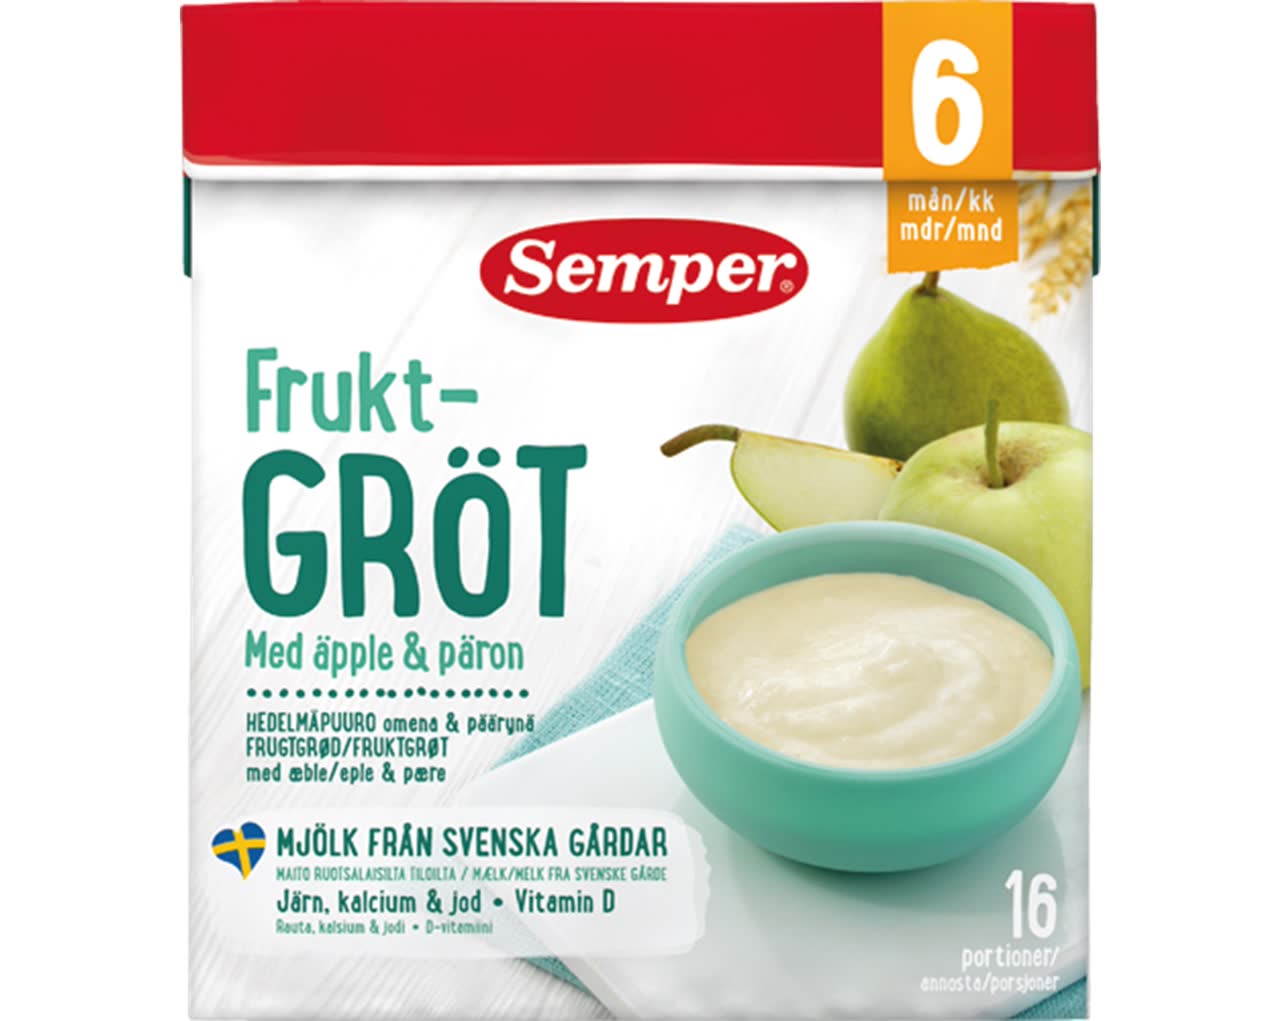 6
mån/kk
mdr/mnd
Semper®
Frukt-
GRÖT
Med äpple & päron
HEDELMÄPUURO omena & päärynä
FRUGTGRØD/FRUKTGRØT
med æble/eple & pære
MJÖLK FRÅN SVENSKA GÅRDAR
MAITO RUOTSALAISILTA TILOILTA / MÆLK/MELK FRA SVENSKE GÅRDE
Järn, kalcium & jod • Vitamin D
Rauta, kalsium & jodi • D-vitamiini
16
portioner/
annosta/porsjoner